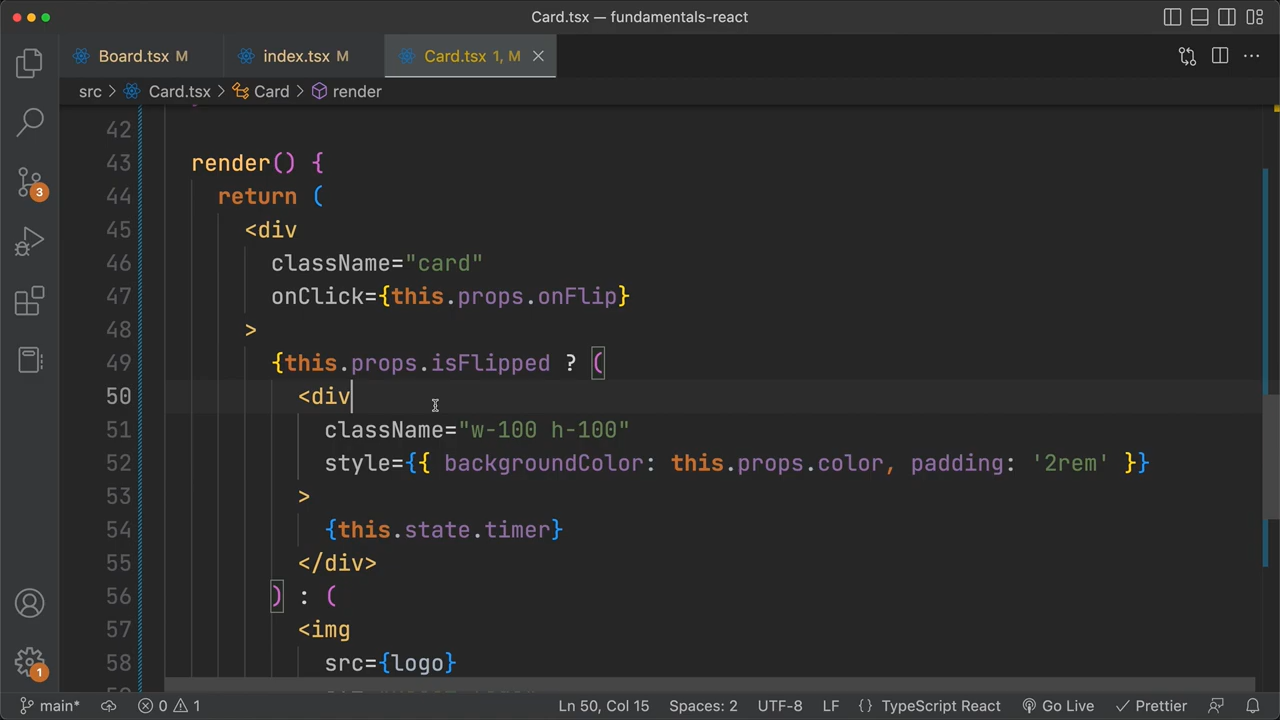 Card.tsx — fundamentals-react
Board.tsx M
index.tsx M
Card.tsx 1, M
src > Card.tsx > Card > render
42
43 render() {
44 return (
45 <div
46 className="card"
47 onClick={this.props.onFlip}
48 >
49 {this.props.isFlipped ? (
50 <div
51 className="w-100 h-100"
52 style={{ backgroundColor: this.props.color, padding: '2rem' }}
53 >
54 {this.state.timer}
55 </div>
56 ) : (
57 <img
58 src={logo}
3
1
main* 0 1 Ln 50, Col 15 Spaces: 2 UTF-8 LF {} TypeScript React Go Live Prettier